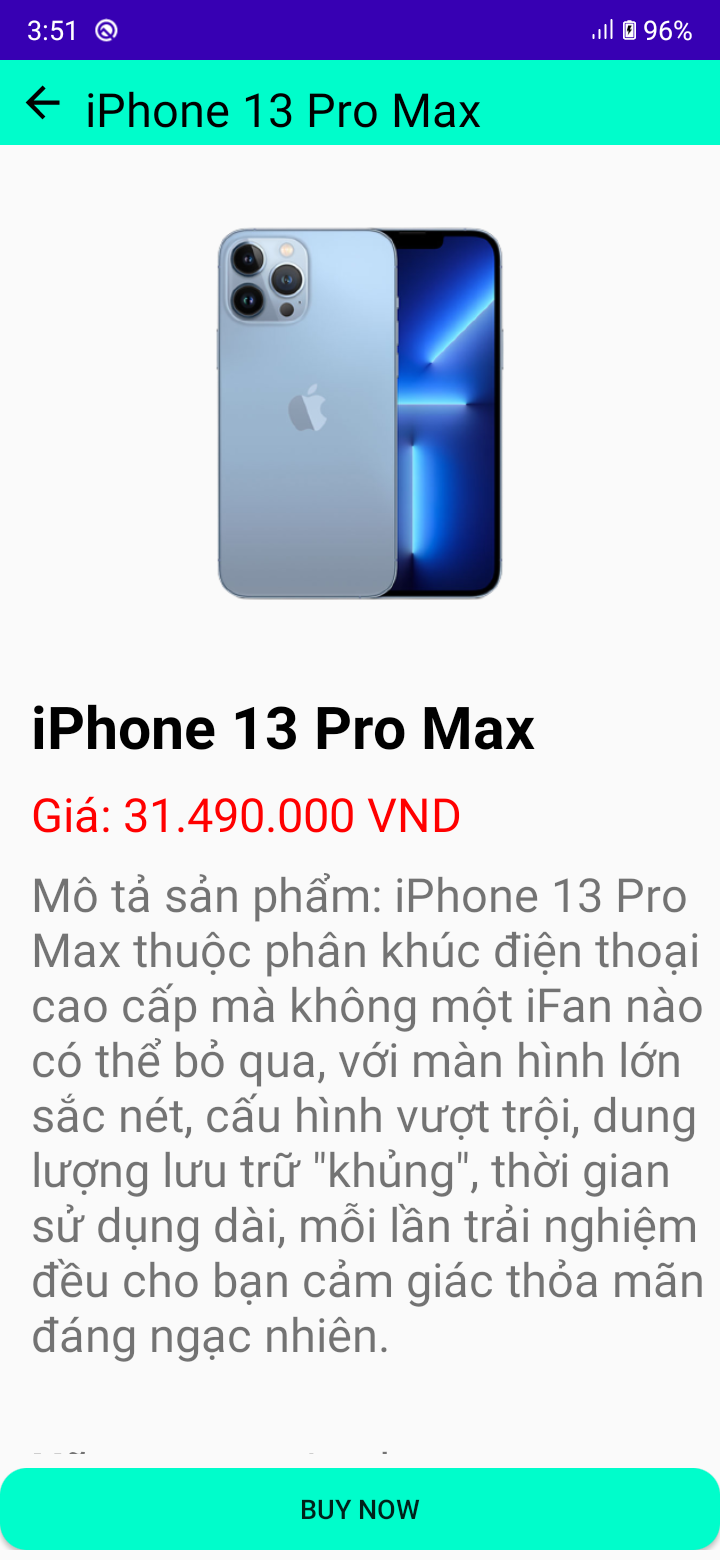 3:51
96%
iPhone 13 Pro Max
iPhone 13 Pro Max
Giá: 31.490.000 VND
Mô tả sản phẩm: iPhone 13 Pro
Max thuộc phân khúc điện thoại
cao cấp mà không một iFan nào
có thể bỏ qua, với màn hình lớn
sắc nét, cấu hình vượt trội, dung
lượng lưu trữ "khủng", thời gian
sử dụng dài, mỗi lần trải nghiệm
đều cho bạn cảm giác thỏa mãn
đáng ngạc nhiên.
BUY NOW